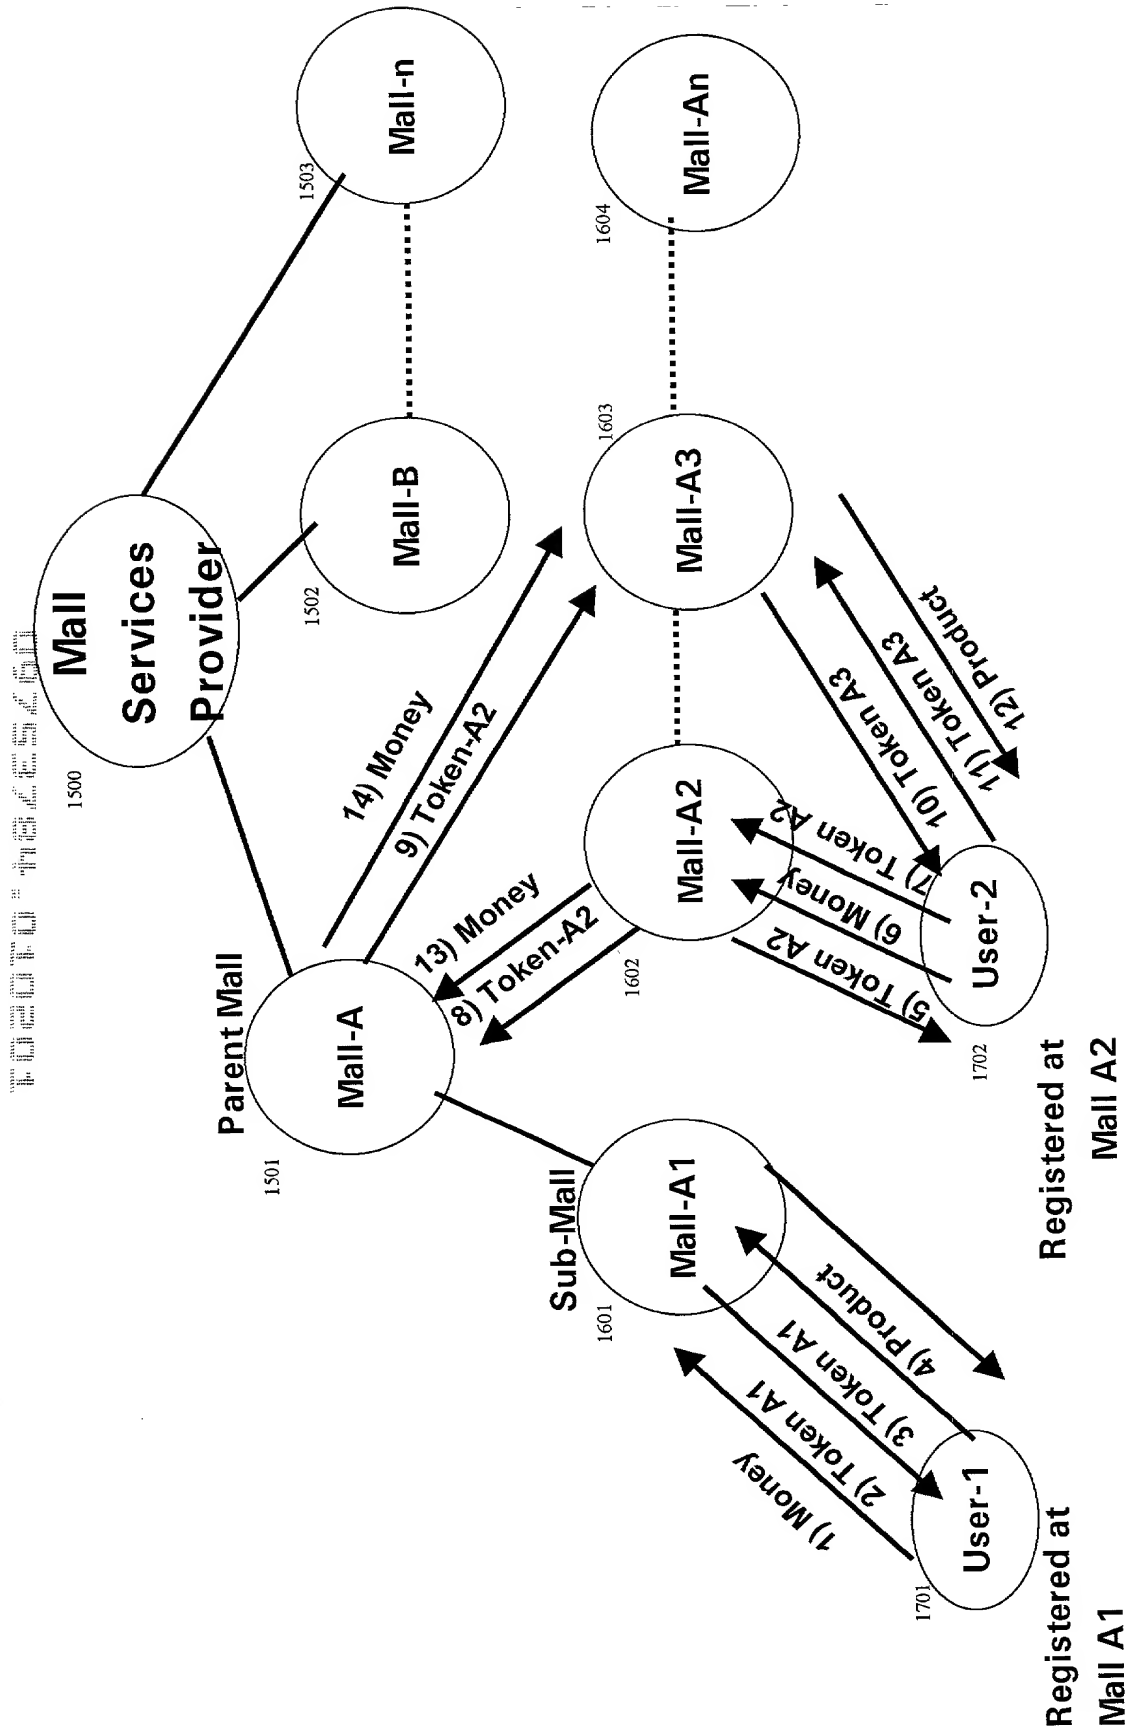 Mall
Services
Provider
1500
Parent Mall
1501
Mall-A
1502
Mall-B
1503
Mall-n
14) Money
9) Token-A2
13) Money
8) Token-A2
Sub-Mall
1601
Mall-A1
1602
Mall-A2
1603
Mall-A3
1604
Mall-An
1) Money
2) Token A1
3) Token A1
4) Product
5) Token A2
6) Money
7) Token A2
10) Token A3
11) Token A3
12) Product
1701
User-1
Registered at
Mall A1
1702
User-2
Registered at
Mall A2